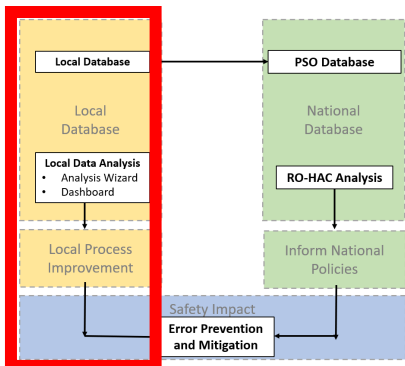 Local Database
PSO Database
Local
Database
National
Database
Local Data Analysis
• Analysis Wizard
• Dashboard
RO-HAC Analysis
Local Process
Improvement
Inform National
Policies
Safety Impact
Error Prevention
and Mitigation